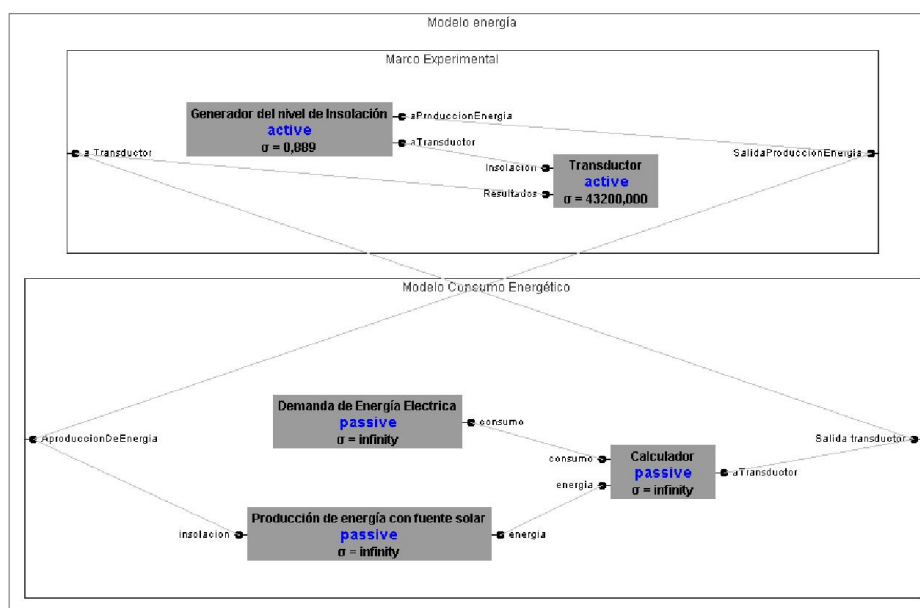 Modelo energía
Marco Experimental
Generador del nivel de Insolación
active
σ = 0,889
aProduccionEnergia
aTransductor
a Transductor
SalidaProduccionEnergia
Insolacion
Resultados
Transductor
active
σ = 43200,000
Modelo Consumo Energético
Demanda de Energía Electrica
passive
σ = infinity
consumo
AproduccionDeEnergia
Salida transductor
consumo
energia
Calculador
passive
σ = infinity
aTransductor
insolacion
Producción de energía con fuente solar
passive
σ = infinity
energia